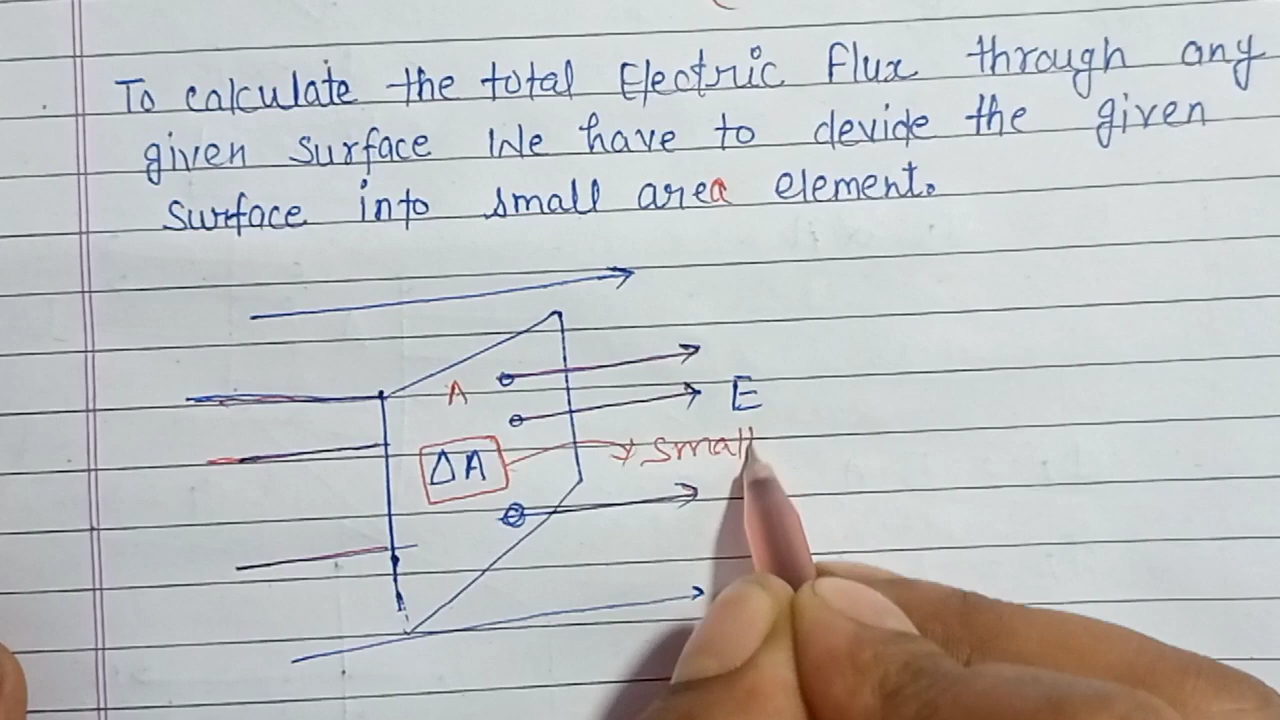 To calculate the total Electric Flux through any
given surface We have to devide the given
surface into small area element.
A
E
ΔA
small